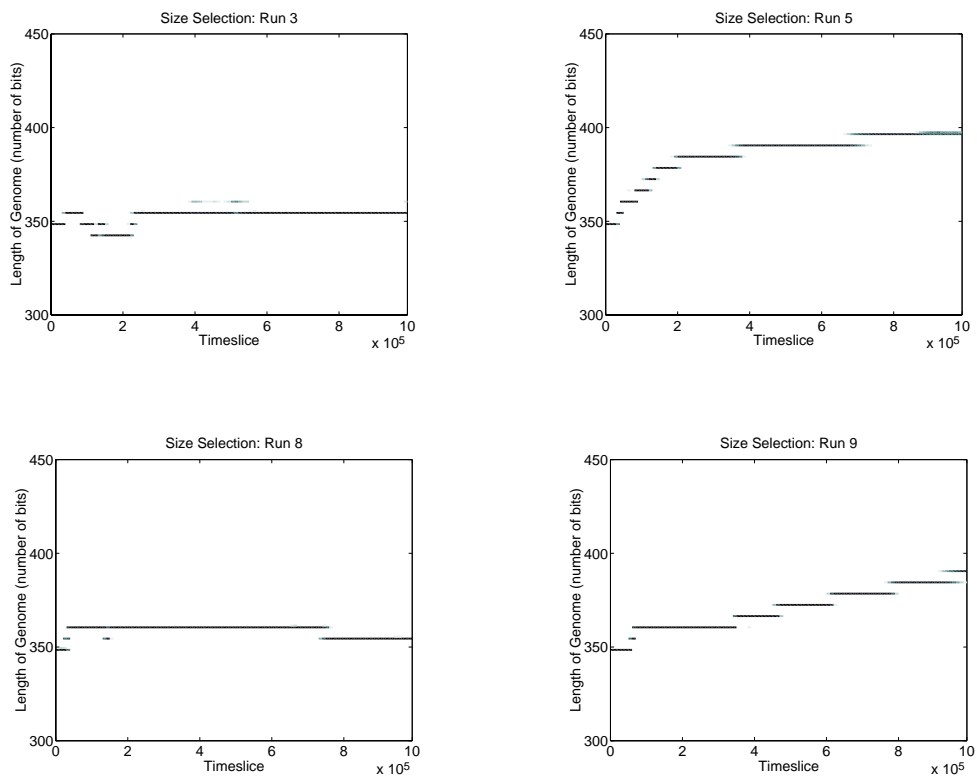 Size Selection: Run 3
450
400
350
300
Length of Genome (number of bits)
0 2 4 6 8 10
Timeslice
x 10^5
Size Selection: Run 5
450
400
350
300
Length of Genome (number of bits)
0 2 4 6 8 10
Timeslice
x 10^5
Size Selection: Run 8
450
400
350
300
Length of Genome (number of bits)
0 2 4 6 8 10
Timeslice
x 10^5
Size Selection: Run 9
450
400
350
300
Length of Genome (number of bits)
0 2 4 6 8 10
Timeslice
x 10^5